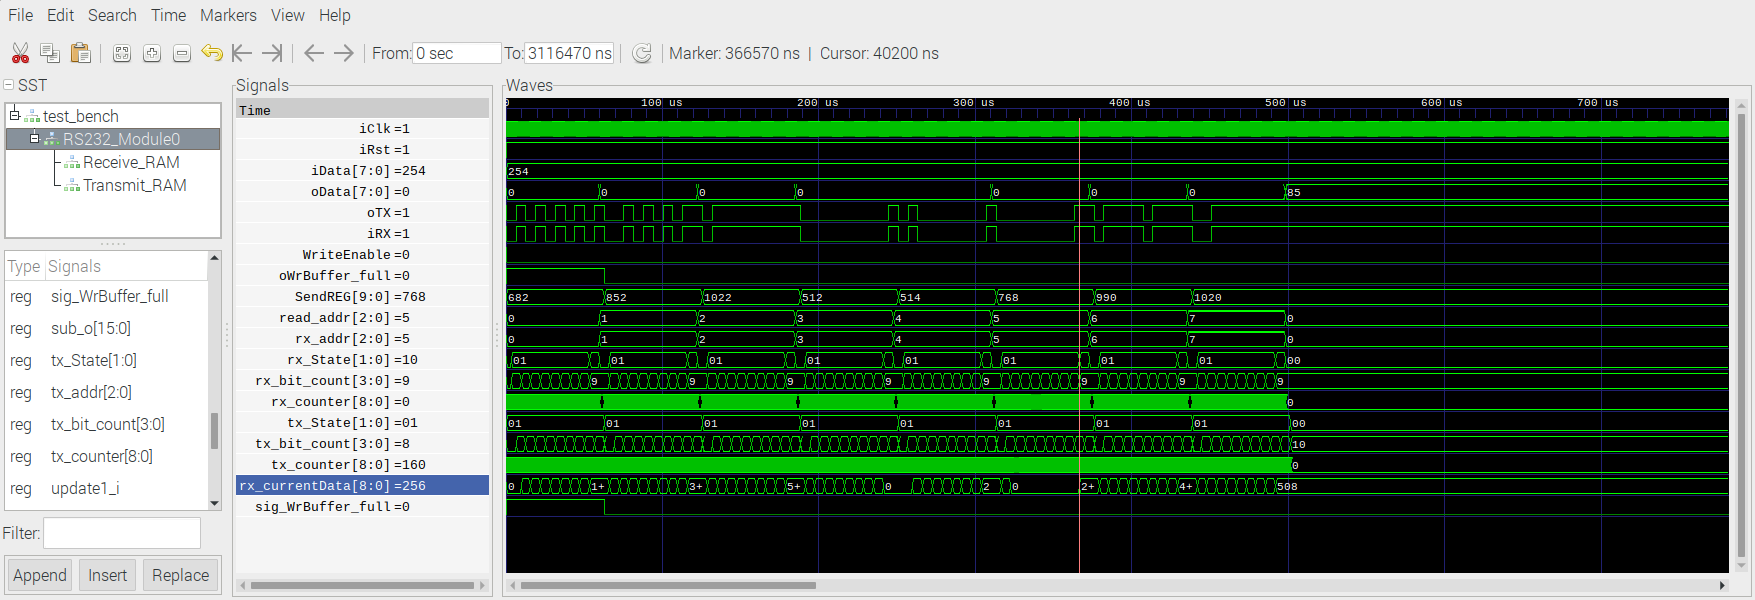 File Edit Search Time Markers View Help
From: 0 sec To: 3116470 ns Marker: 366570 ns | Cursor: 40200 ns
SST
test_bench
RS232_Module0
Receive_RAM
Transmit_RAM
Type Signals
reg sig_WrBuffer_full
reg sub_o[15:0]
reg tx_State[1:0]
reg tx_addr[2:0]
reg tx_bit_count[3:0]
reg tx_counter[8:0]
reg update1_i
Filter:
Append Insert Replace
Signals
Time
iClk=1
iRst=1
iData[7:0]=254
oData[7:0]=0
oTX=1
iRX=1
WriteEnable=0
oWrBuffer_full=0
SendREG[9:0]=768
read_addr[2:0]=5
rx_addr[2:0]=5
rx_State[1:0]=10
rx_bit_count[3:0]=9
rx_counter[8:0]=0
tx_State[1:0]=01
tx_bit_count[3:0]=8
tx_counter[8:0]=160
rx_currentData[8:0]=256
sig_WrBuffer_full=0
Waves
0 100 us 200 us 300 us 400 us 500 us 600 us 700 us
254
0 0 0 0 0 0 0 85
682 852 1022 512 514 768 990 1020
0 1 2 3 4 5 6 7 0
0 1 2 3 4 5 6 7 0
01 01 01 01 01 01 01 01 00
9 9 9 9 9 9 9 9
0
01 01 01 01 01 01 01 01 00
10
0
0 1+ 3+ 5+ 0 2 0 2+ 4+ 508